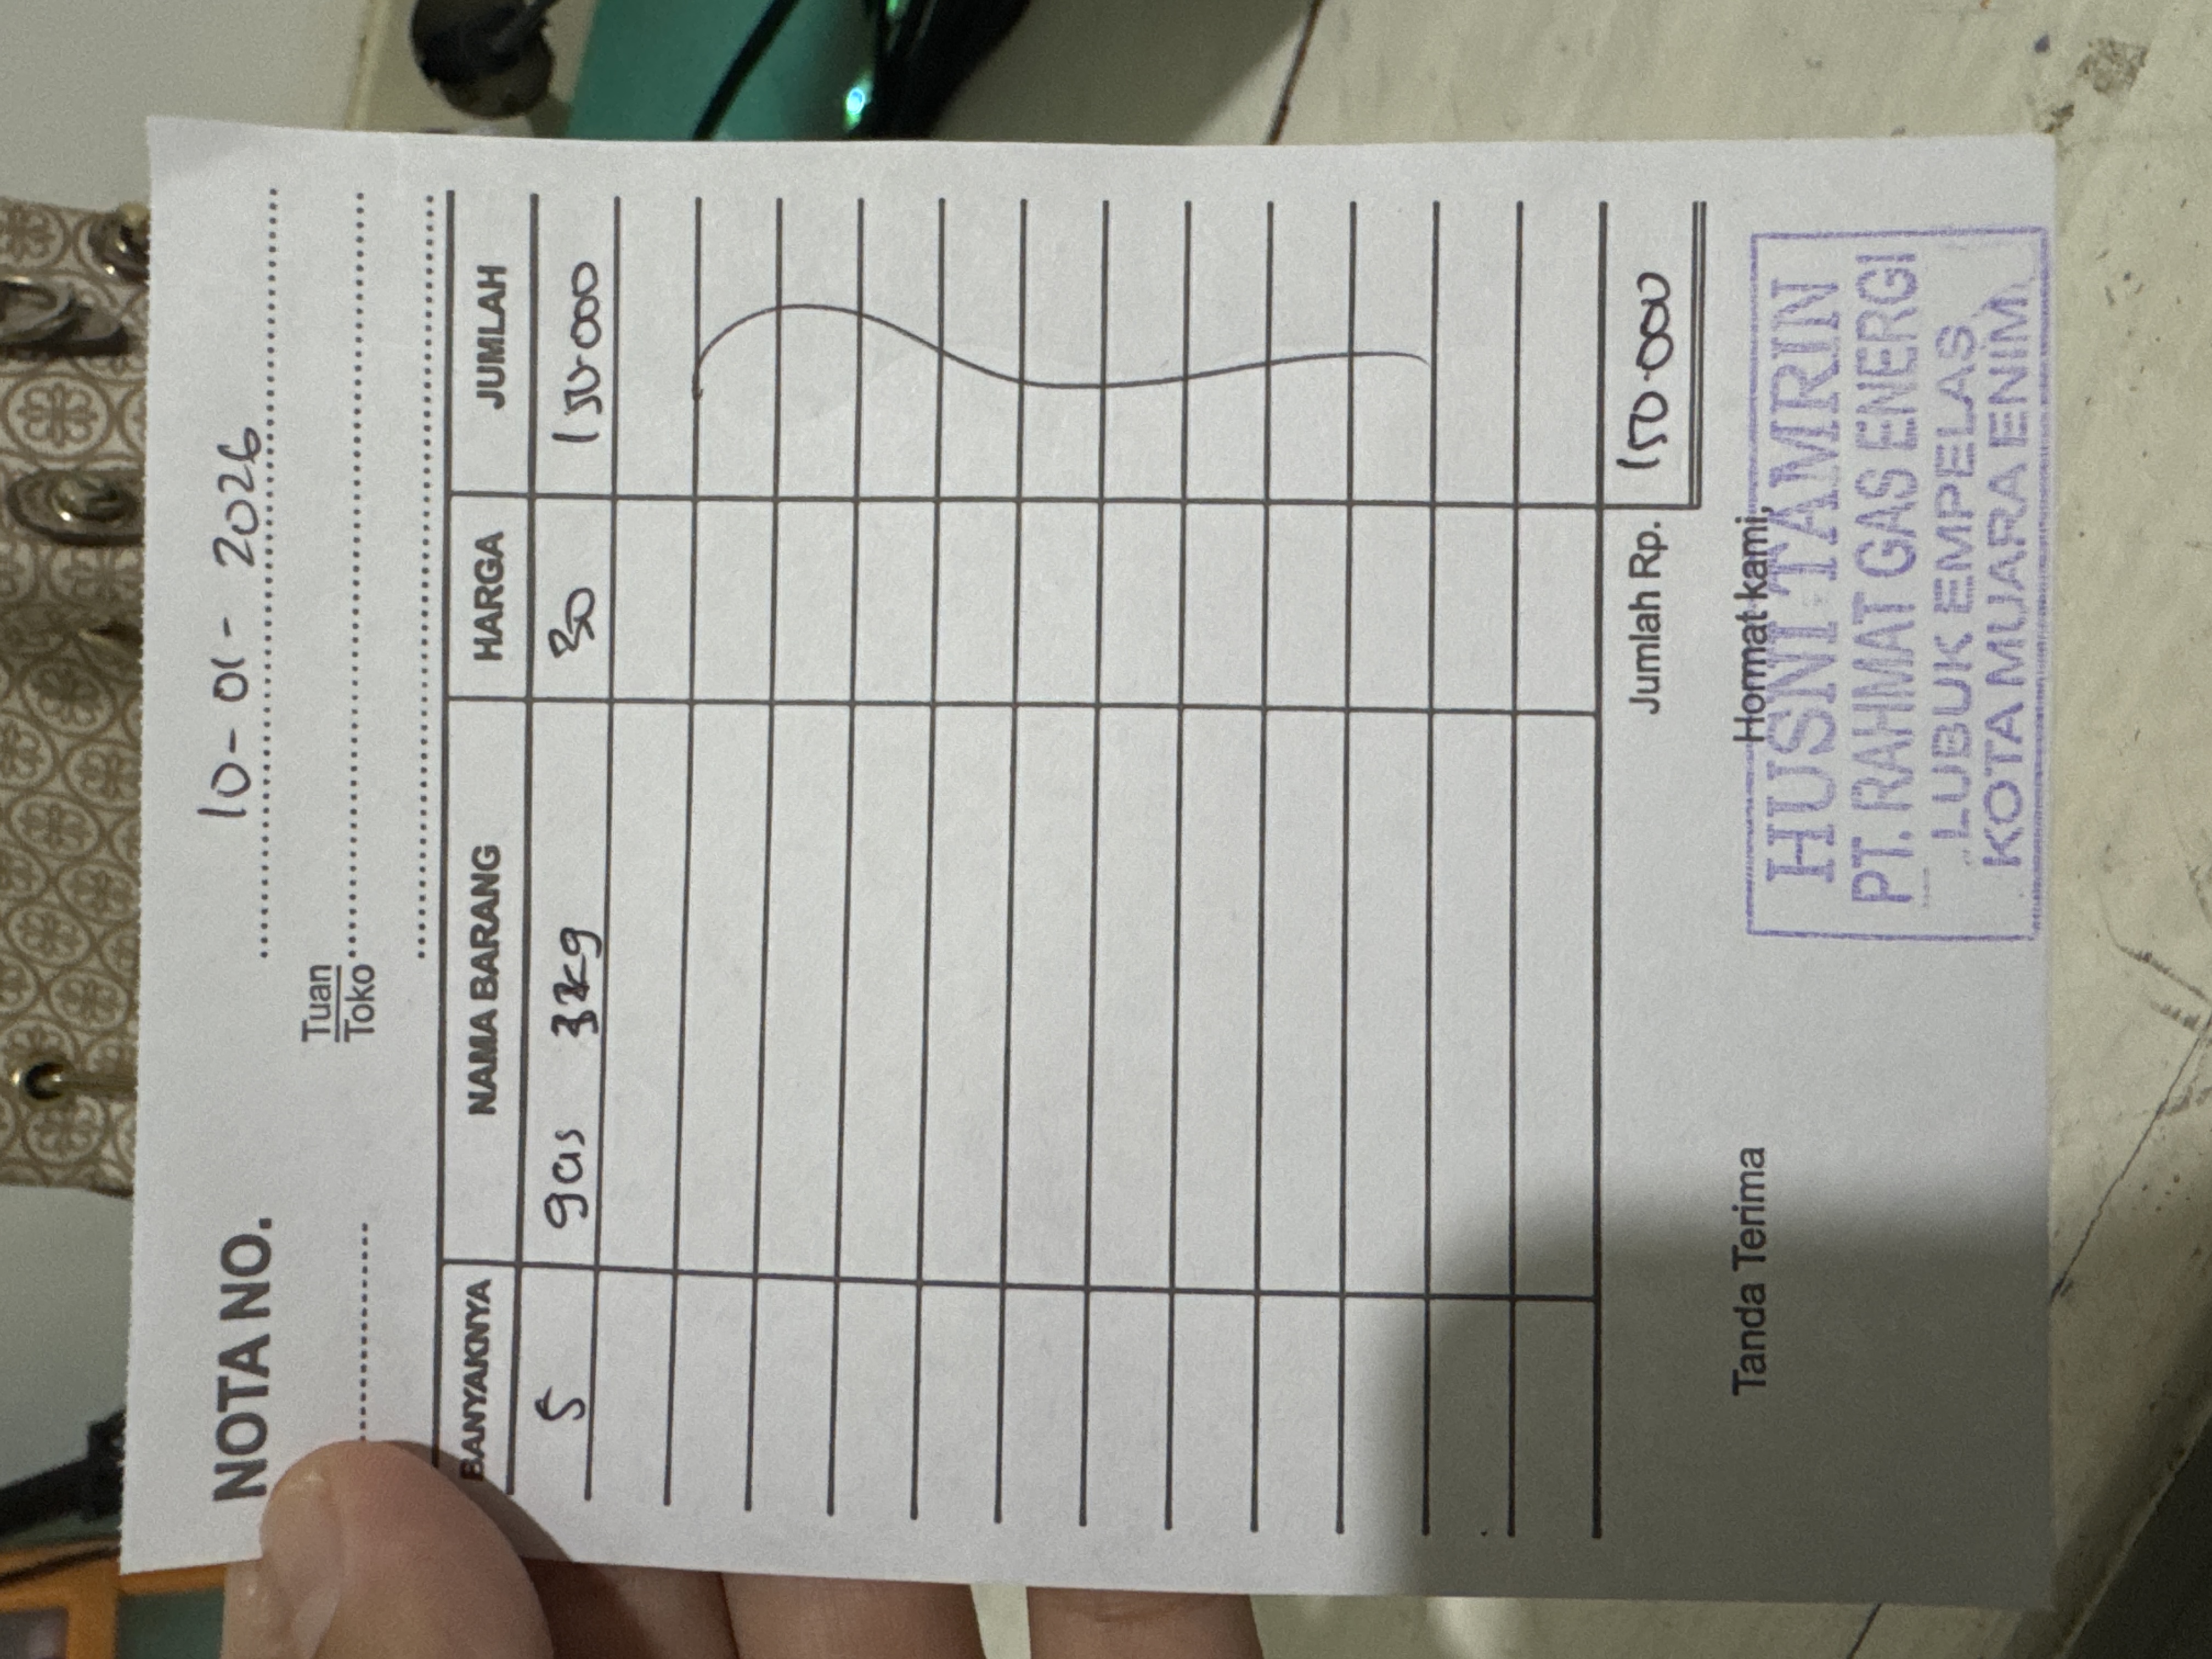 NOTA NO.
10-01-2026
Tuan
Toko
BANYAKNYA NAMA BARANG HARGA JUMLAH
5 gas 3kg 30 150.000
Jumlah Rp. 150.000
Tanda Terima Hormat kami,
HUSNI TAMRIN
PT. RAHMAT GAS ENERGI
LUBUK EMPELAS
KOTA MUARA ENIM